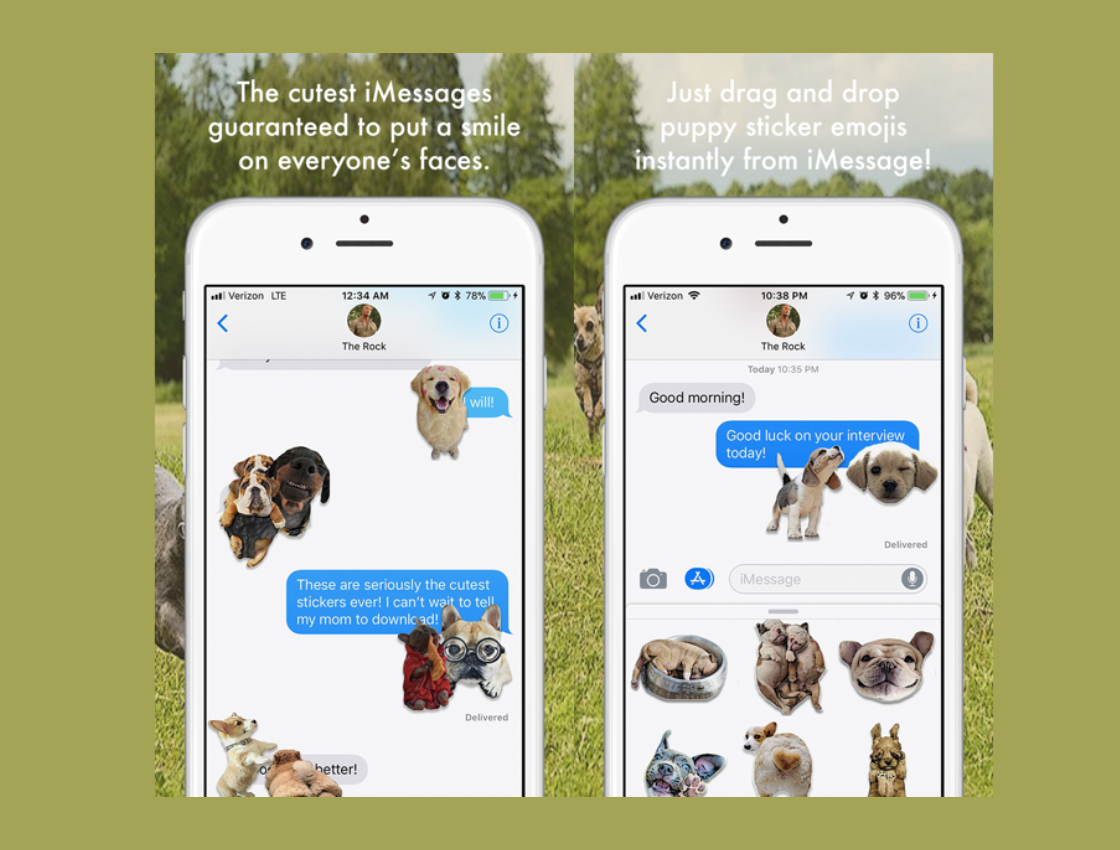 The cutest iMessages
guaranteed to put a smile
on everyone's faces.
Verizon LTE
12:34 AM
78%
The Rock
I will!
These are seriously the cutest
stickers ever! I can't wait to tell
my mom to download!
Delivered
better!
Just drag and drop
puppy sticker emojis
instantly from iMessage!
Verizon
10:38 PM
96%
The Rock
Today 10:35 PM
Good morning!
Good luck on your interview
today!
Delivered
iMessage